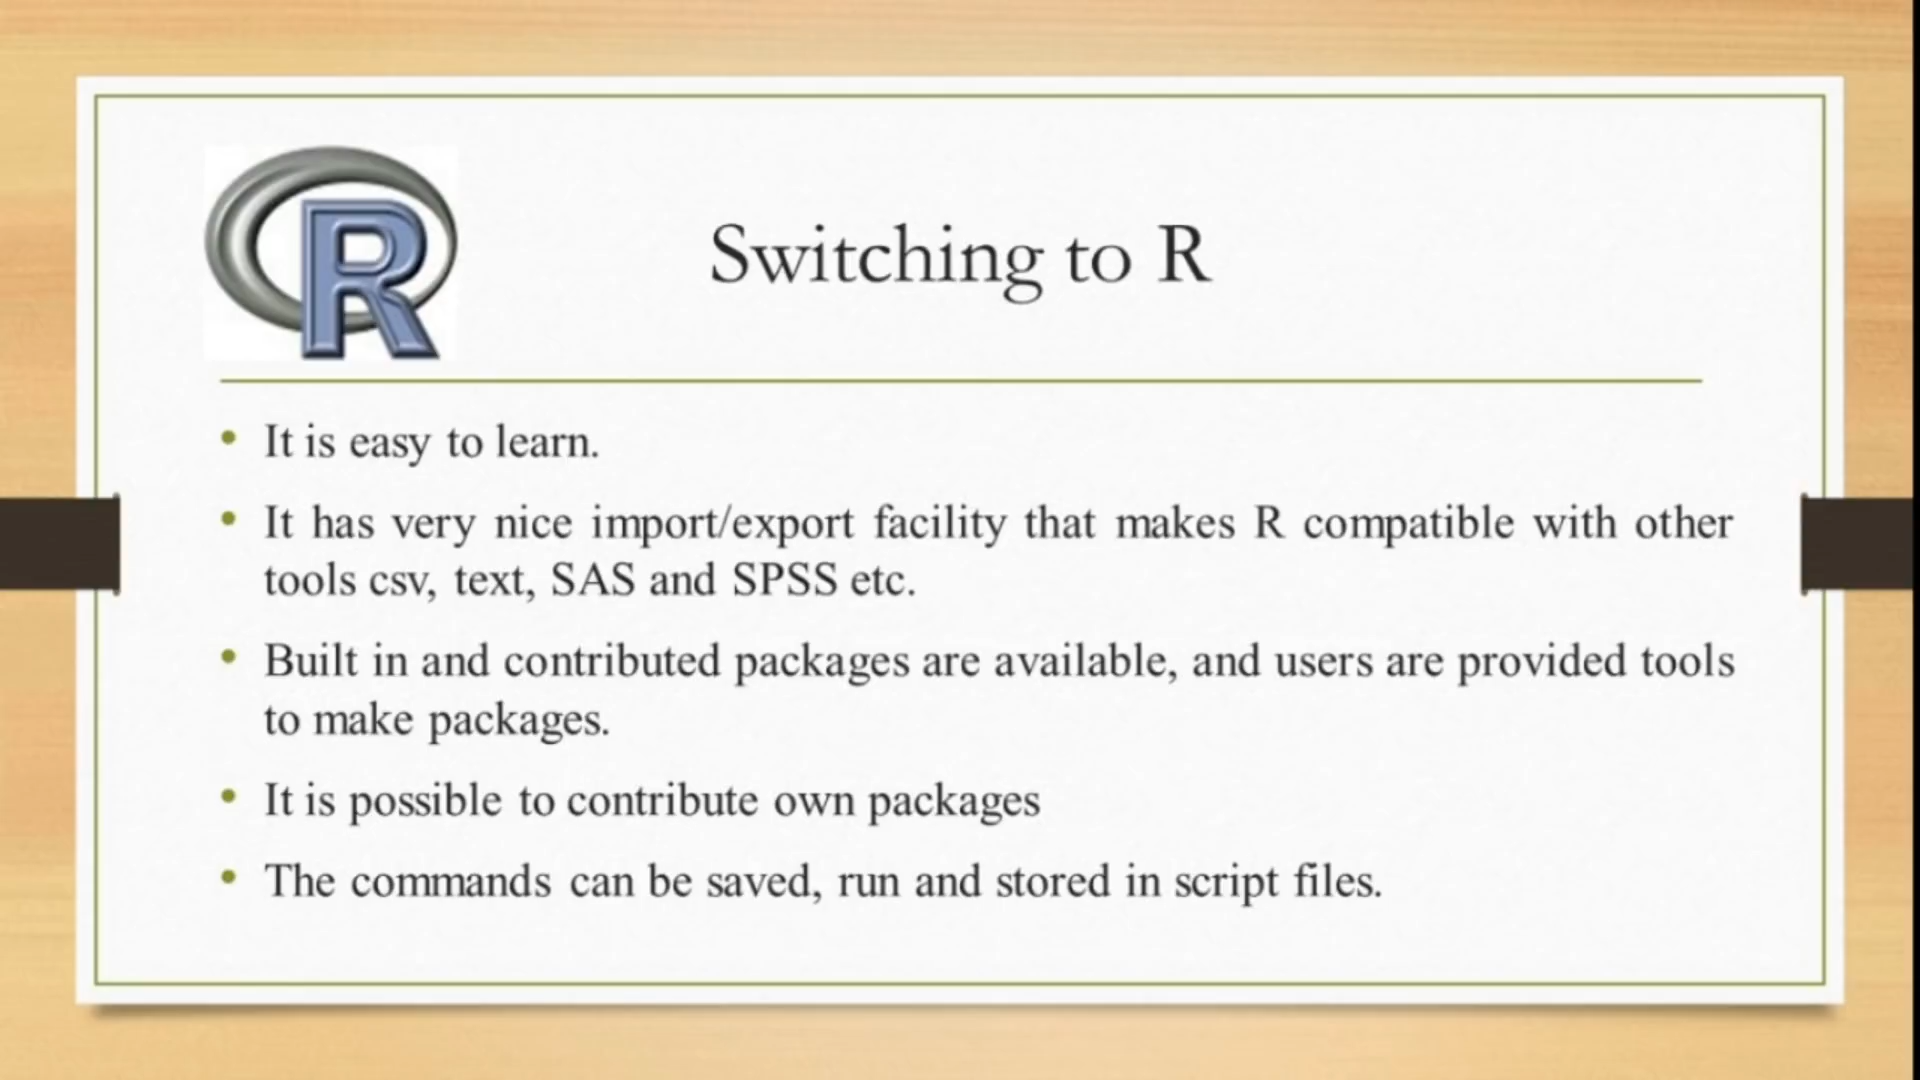 R
Switching to R
• It is easy to learn.
• It has very nice import/export facility that makes R compatible with other
tools csv, text, SAS and SPSS etc.
• Built in and contributed packages are available, and users are provided tools
to make packages.
• It is possible to contribute own packages
• The commands can be saved, run and stored in script files.